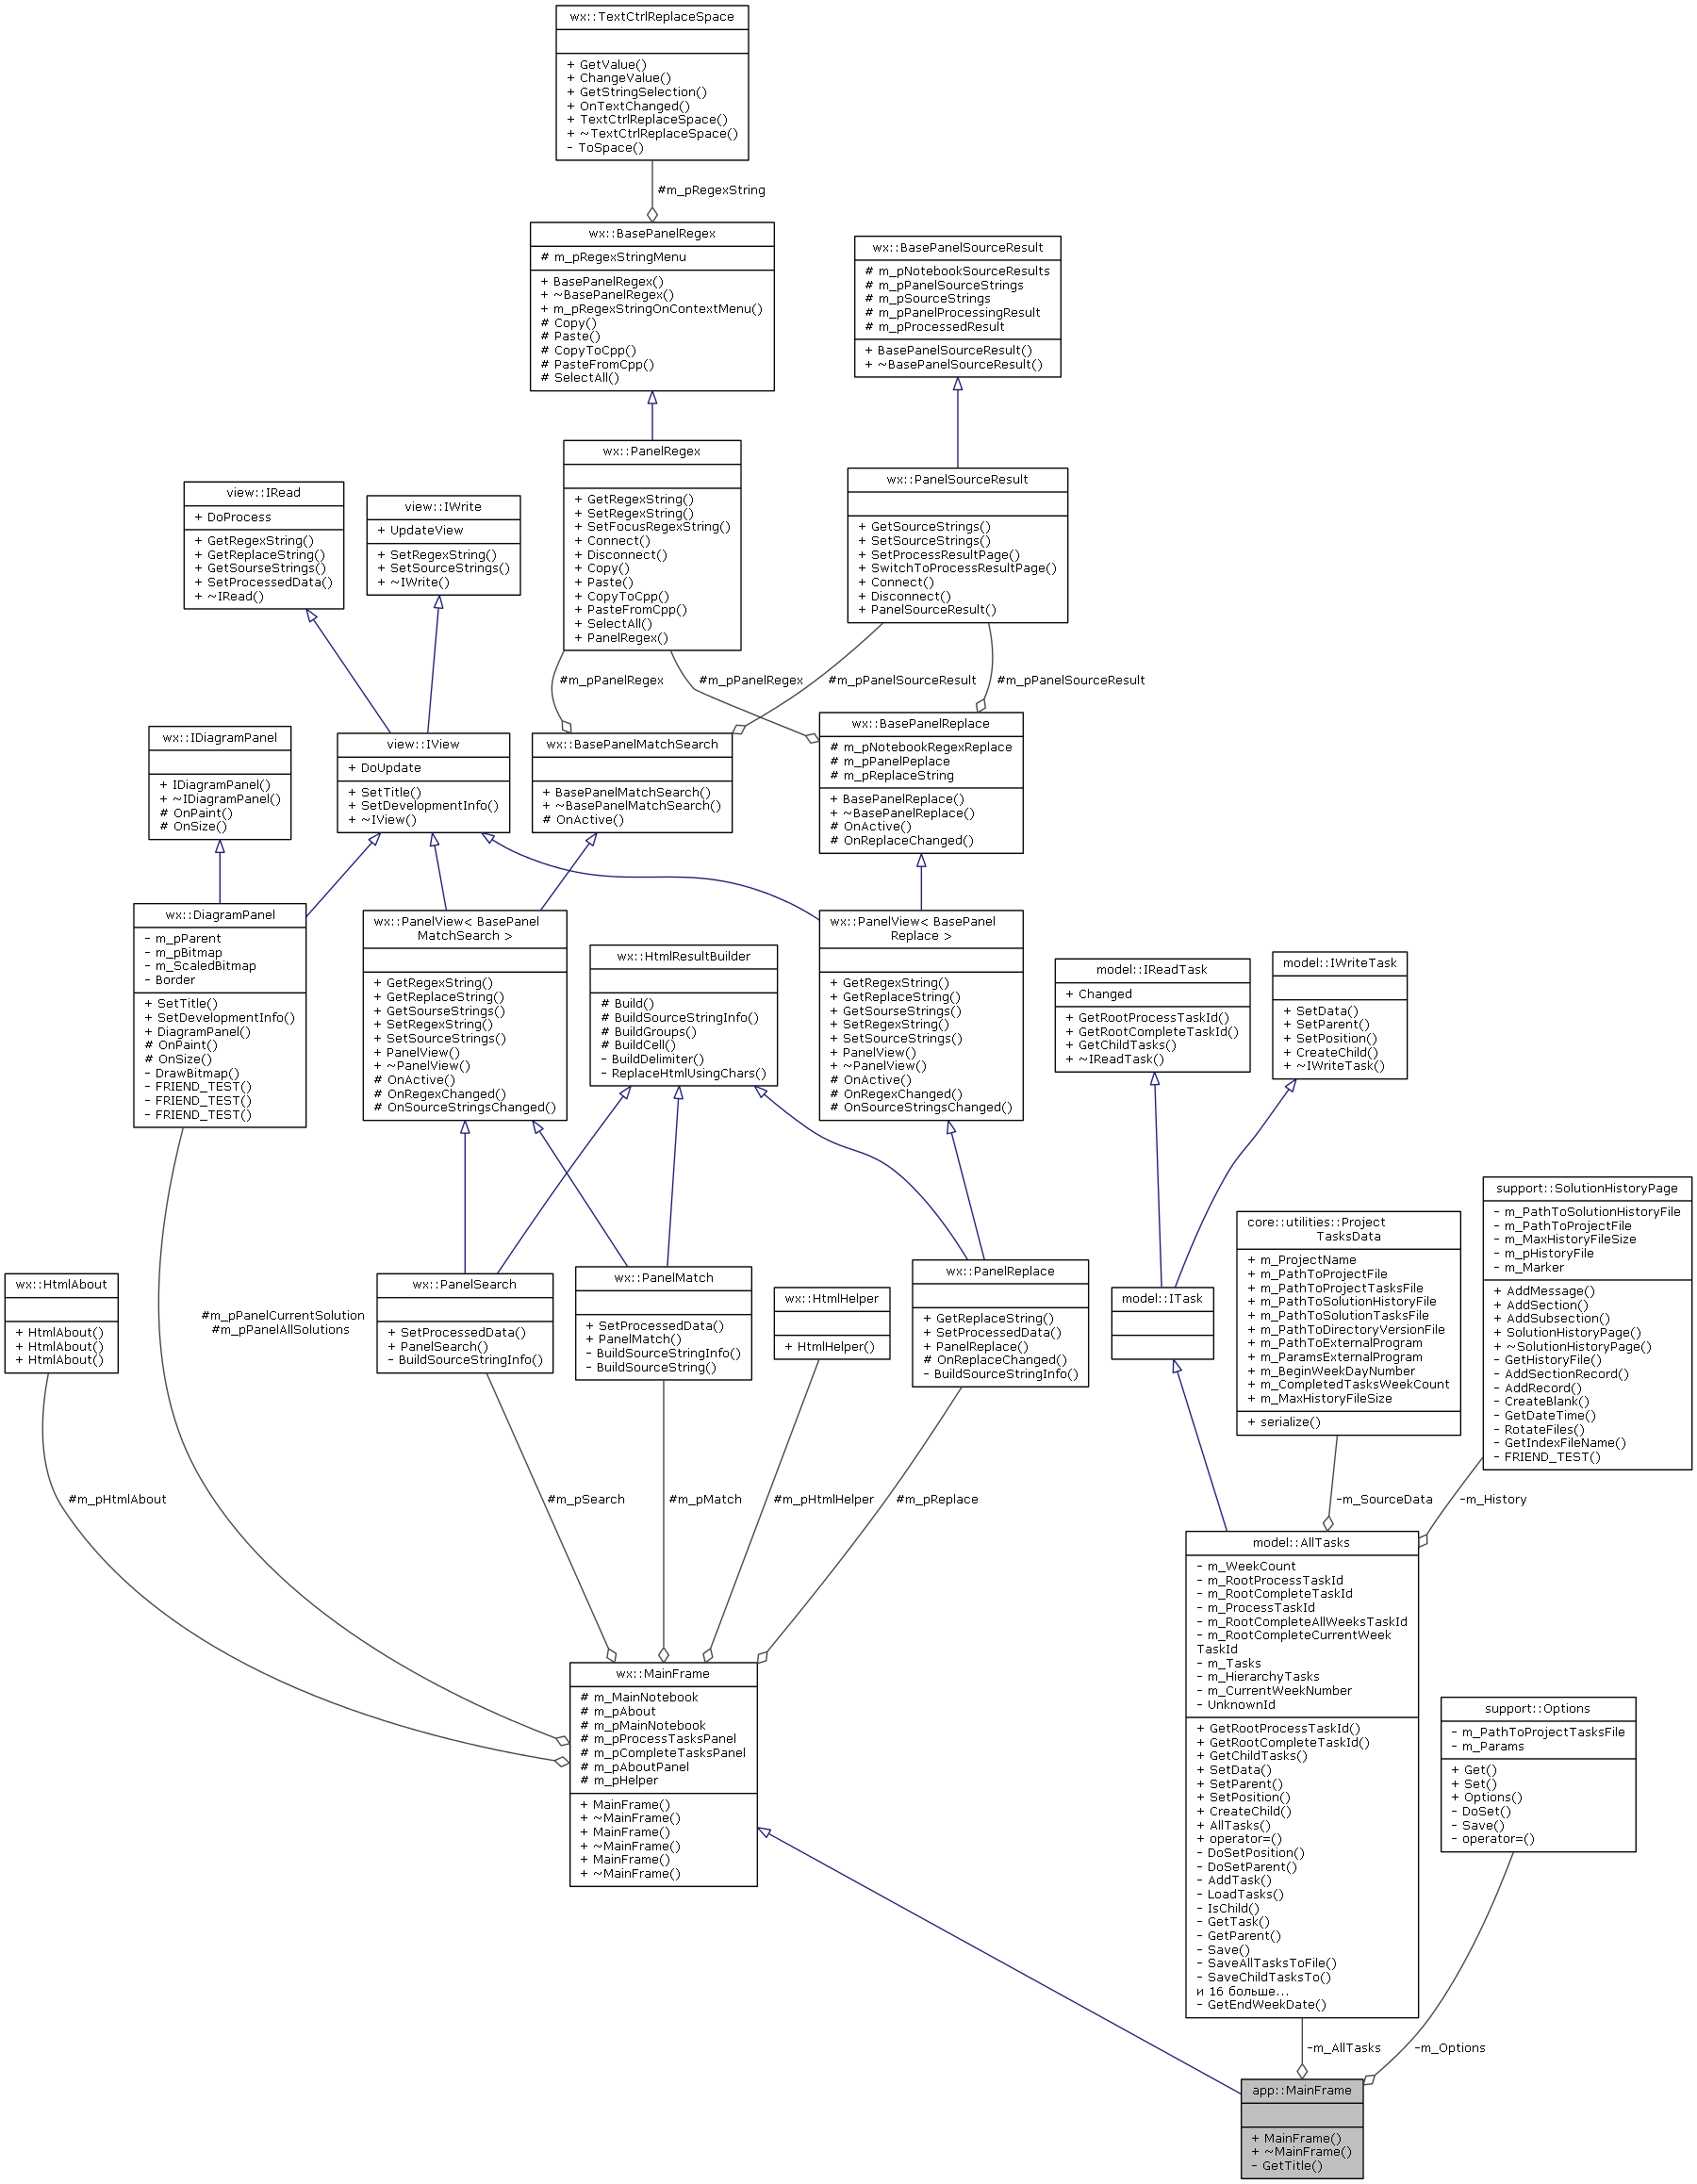 wx::TextCtrlReplaceSpace
+ GetValue()
+ ChangeValue()
+ GetStringSelection()
+ OnTextChanged()
+ TextCtrlReplaceSpace()
+ ~TextCtrlReplaceSpace()
- ToSpace()
#m_pRegexString
wx::BasePanelRegex
# m_pRegexStringMenu
+ BasePanelRegex()
+ ~BasePanelRegex()
+ m_pRegexStringOnContextMenu()
# Copy()
# Paste()
# CopyToCpp()
# PasteFromCpp()
# SelectAll()
wx::BasePanelSourceResult
# m_pNotebookSourceResults
# m_pPanelSourceStrings
# m_pSourceStrings
# m_pPanelProcessingResult
# m_pProcessedResult
+ BasePanelSourceResult()
+ ~BasePanelSourceResult()
wx::PanelRegex
+ GetRegexString()
+ SetRegexString()
+ SetFocusRegexString()
+ Connect()
+ Disconnect()
+ Copy()
+ Paste()
+ CopyToCpp()
+ PasteFromCpp()
+ SelectAll()
+ PanelRegex()
wx::PanelSourceResult
+ GetSourceStrings()
+ SetSourceStrings()
+ SetProcessResultPage()
+ SwitchToProcessResultPage()
+ Connect()
+ Disconnect()
+ PanelSourceResult()
view::IRead
+ DoProcess
+ GetRegexString()
+ GetReplaceString()
+ GetSourseStrings()
+ SetProcessedData()
+ ~IRead()
view::IWrite
+ UpdateView
+ SetRegexString()
+ SetSourceStrings()
+ ~IWrite()
#m_pPanelRegex
#m_pPanelRegex
#m_pPanelSourceResult
#m_pPanelSourceResult
wx::IDiagramPanel
+ IDiagramPanel()
+ ~IDiagramPanel()
# OnPaint()
# OnSize()
view::IView
+ DoUpdate
+ SetTitle()
+ SetDevelopmentInfo()
+ ~IView()
wx::BasePanelMatchSearch
+ BasePanelMatchSearch()
+ ~BasePanelMatchSearch()
# OnActive()
wx::BasePanelReplace
# m_pNotebookRegexReplace
# m_pPanelPeplace
# m_pReplaceString
+ BasePanelReplace()
+ ~BasePanelReplace()
# OnActive()
# OnReplaceChanged()
wx::DiagramPanel
- m_pParent
- m_pBitmap
- m_ScaledBitmap
- Border
+ SetTitle()
+ SetDevelopmentInfo()
+ DiagramPanel()
# OnPaint()
# OnSize()
- DrawBitmap()
- FRIEND_TEST()
- FRIEND_TEST()
- FRIEND_TEST()
wx::PanelView< BasePanel
MatchSearch >
+ GetRegexString()
+ GetReplaceString()
+ GetSourseStrings()
+ SetRegexString()
+ SetSourceStrings()
+ PanelView()
+ ~PanelView()
# OnActive()
# OnRegexChanged()
# OnSourceStringsChanged()
wx::HtmlResultBuilder
# Build()
# BuildSourceStringInfo()
# BuildGroups()
# BuildCell()
- BuildDelimiter()
- ReplaceHtmlUsingChars()
wx::PanelView< BasePanel
Replace >
+ GetRegexString()
+ GetReplaceString()
+ GetSourseStrings()
+ SetRegexString()
+ SetSourceStrings()
+ PanelView()
+ ~PanelView()
# OnActive()
# OnRegexChanged()
# OnSourceStringsChanged()
model::IReadTask
+ Changed
+ GetRootProcessTaskId()
+ GetRootCompleteTaskId()
+ GetChildTasks()
+ ~IReadTask()
model::IWriteTask
+ SetData()
+ SetParent()
+ SetPosition()
+ CreateChild()
+ ~IWriteTask()
wx::HtmlAbout
+ HtmlAbout()
+ HtmlAbout()
+ HtmlAbout()
#m_pPanelCurrentSolution
#m_pPanelAllSolutions
wx::PanelSearch
+ SetProcessedData()
+ PanelSearch()
- BuildSourceStringInfo()
wx::PanelMatch
+ SetProcessedData()
+ PanelMatch()
- BuildSourceStringInfo()
- BuildSourceString()
wx::HtmlHelper
+ HtmlHelper()
wx::PanelReplace
+ GetReplaceString()
+ SetProcessedData()
+ PanelReplace()
# OnReplaceChanged()
- BuildSourceStringInfo()
model::ITask
core::utilities::Project
TasksData
+ m_ProjectName
+ m_PathToProjectFile
+ m_PathToProjectTasksFile
+ m_PathToSolutionHistoryFile
+ m_PathToSolutionTasksFile
+ m_PathToDirectoryVersionFile
+ m_PathToExternalProgram
+ m_ParamsExternalProgram
+ m_BeginWeekDayNumber
+ m_CompletedTasksWeekCount
+ m_MaxHistoryFileSize
+ serialize()
support::SolutionHistoryPage
- m_PathToSolutionHistoryFile
- m_PathToProjectFile
- m_MaxHistoryFileSize
- m_pHistoryFile
- m_Marker
+ AddMessage()
+ AddSection()
+ AddSubsection()
+ SolutionHistoryPage()
+ ~SolutionHistoryPage()
- GetHistoryFile()
- AddSectionRecord()
- AddRecord()
- CreateBlank()
- GetDateTime()
- RotateFiles()
- GetIndexFileName()
- FRIEND_TEST()
#m_pHtmlAbout
#m_pSearch
#m_pMatch
#m_pHtmlHelper
#m_pReplace
-m_SourceData
-m_History
wx::MainFrame
# m_MainNotebook
# m_pAbout
# m_pMainNotebook
# m_pProcessTasksPanel
# m_pCompleteTasksPanel
# m_pAboutPanel
# m_pHelper
+ MainFrame()
+ ~MainFrame()
+ MainFrame()
+ ~MainFrame()
+ MainFrame()
+ ~MainFrame()
model::AllTasks
- m_WeekCount
- m_RootProcessTaskId
- m_RootCompleteTaskId
- m_ProcessTaskId
- m_RootCompleteAllWeeksTaskId
- m_RootCompleteCurrentWeek
TaskId
- m_Tasks
- m_HierarchyTasks
- m_CurrentWeekNumber
- UnknownId
+ GetRootProcessTaskId()
+ GetRootCompleteTaskId()
+ GetChildTasks()
+ SetData()
+ SetParent()
+ SetPosition()
+ CreateChild()
+ AllTasks()
+ operator=()
- DoSetPosition()
- DoSetParent()
- AddTask()
- LoadTasks()
- IsChild()
- GetTask()
- GetParent()
- Save()
- SaveAllTasksToFile()
- SaveChildTasksTo()
и 16 больше...
- GetEndWeekDate()
support::Options
- m_PathToProjectTasksFile
- m_Params
+ Get()
+ Set()
+ Options()
- DoSet()
- Save()
- operator=()
-m_AllTasks
-m_Options
app::MainFrame
+ MainFrame()
+ ~MainFrame()
- GetTitle()